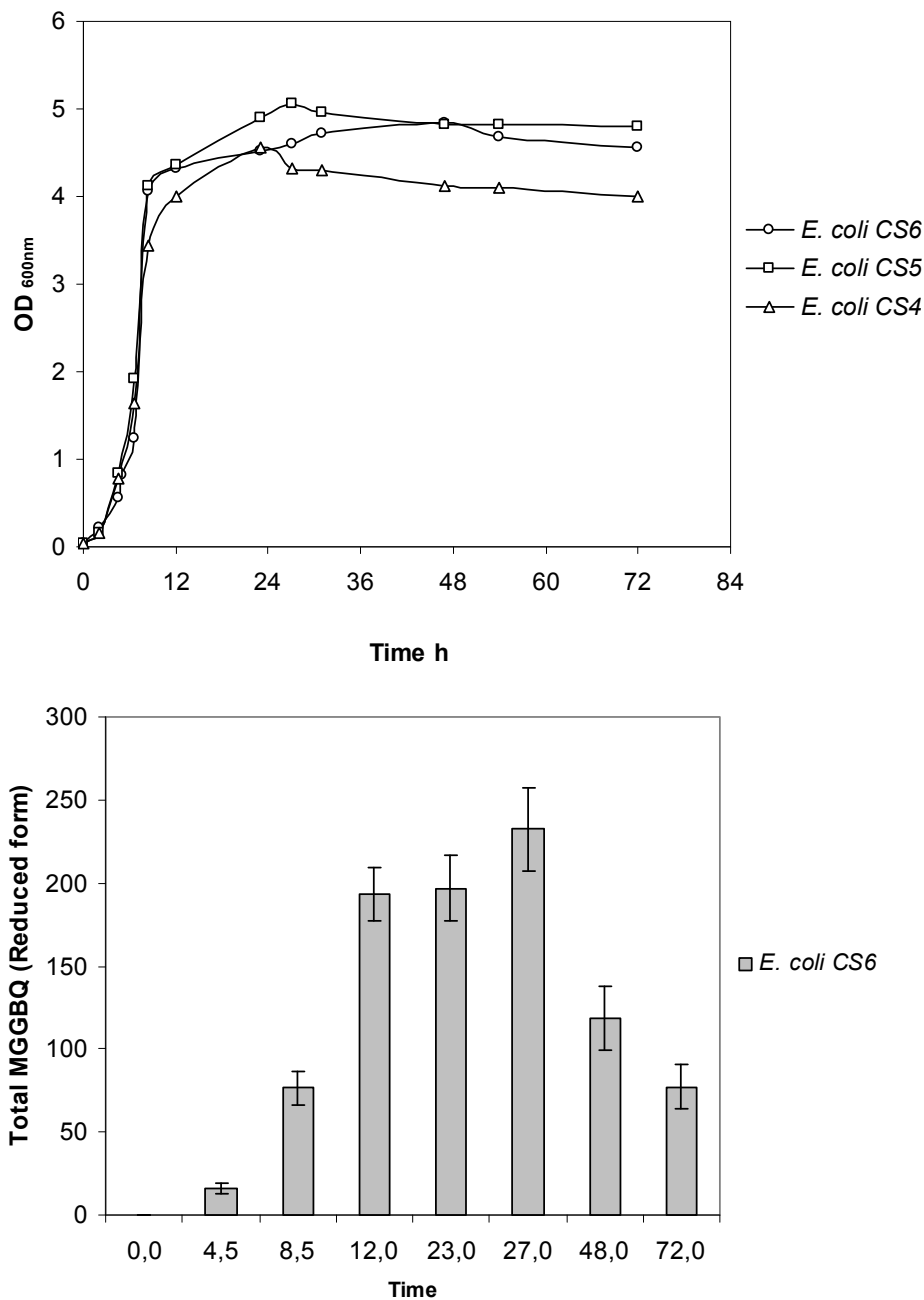 6
5
4
3
2
1
0
OD 600nm
0 12 24 36 48 60 72 84
Time h
E. coli CS6
E. coli CS5
E. coli CS4
300
250
200
150
100
50
0
Total MGGBQ (Reduced form)
0,0 4,5 8,5 12,0 23,0 27,0 48,0 72,0
Time
E. coli CS6